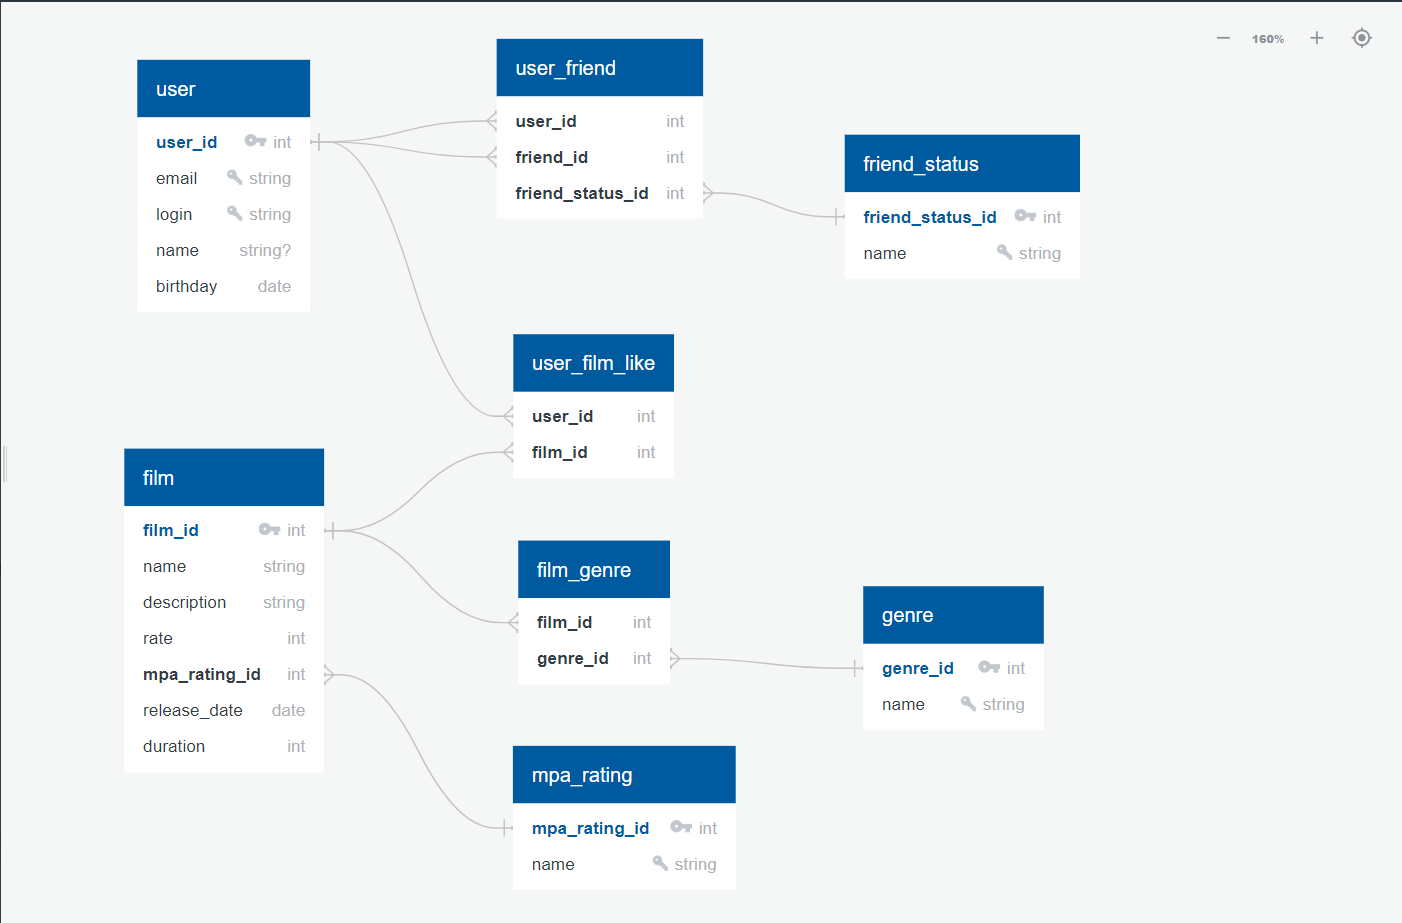 160%
user
user_id int
email string
login string
name string?
birthday date
user_friend
user_id int
friend_id int
friend_status_id int
friend_status
friend_status_id int
name string
user_film_like
user_id int
film_id int
film
film_id int
name string
description string
rate int
mpa_rating_id int
release_date date
duration int
film_genre
film_id int
genre_id int
genre
genre_id int
name string
mpa_rating
mpa_rating_id int
name string